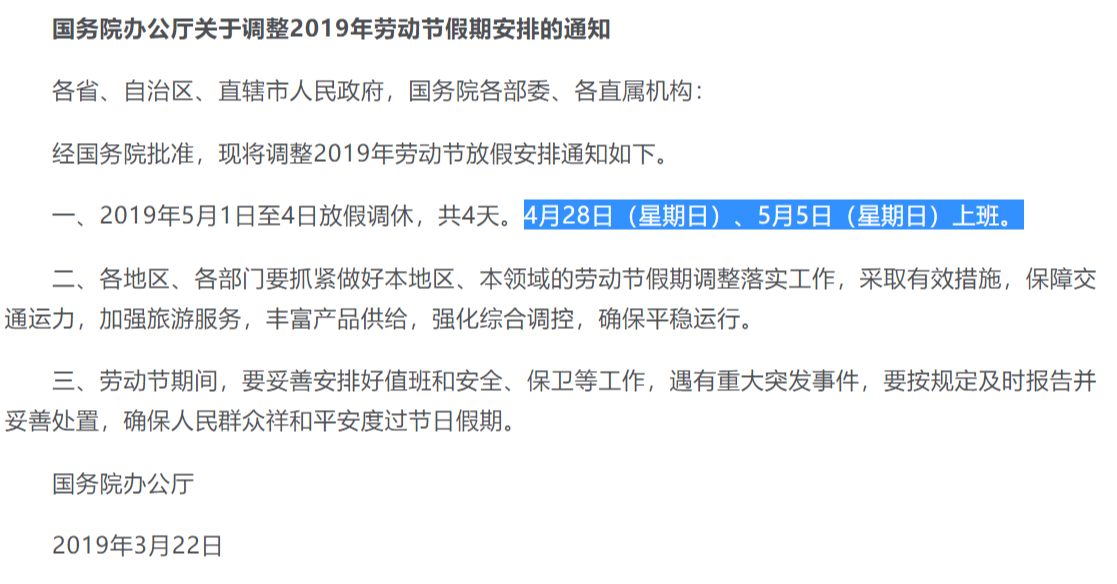 国务院办公厅关于调整2019年劳动节假期安排的通知
各省、自治区、直辖市人民政府，国务院各部委、各直属机构：
经国务院批准，现将调整2019年劳动节放假安排通知如下。
一、2019年5月1日至4日放假调休，共4天。4月28日（星期日）、5月5日（星期日）上班。
二、各地区、各部门要抓紧做好本地区、本领域的劳动节假期调整落实工作，采取有效措施，保障交
通运力，加强旅游服务，丰富产品供给，强化综合调控，确保平稳运行。
三、劳动节期间，要妥善安排好值班和安全、保卫等工作，遇有重大突发事件，要按规定及时报告并
妥善处置，确保人民群众祥和平安度过节日假期。
国务院办公厅
2019年3月22日